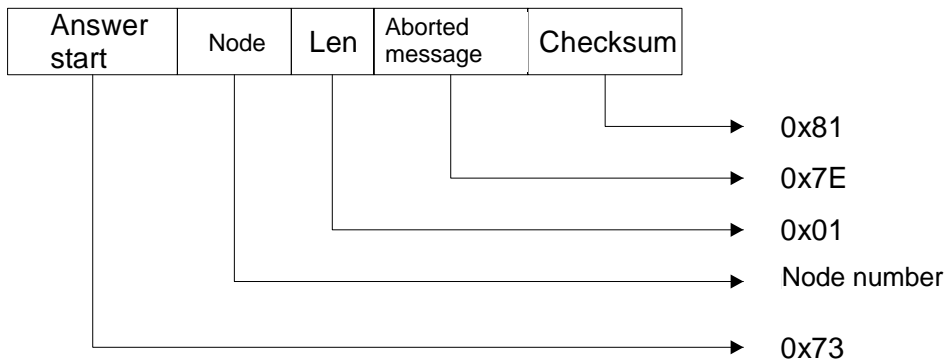 Answer
start
Node
Len
Aborted
message
Checksum
0x81
0x7E
0x01
Node number
0x73